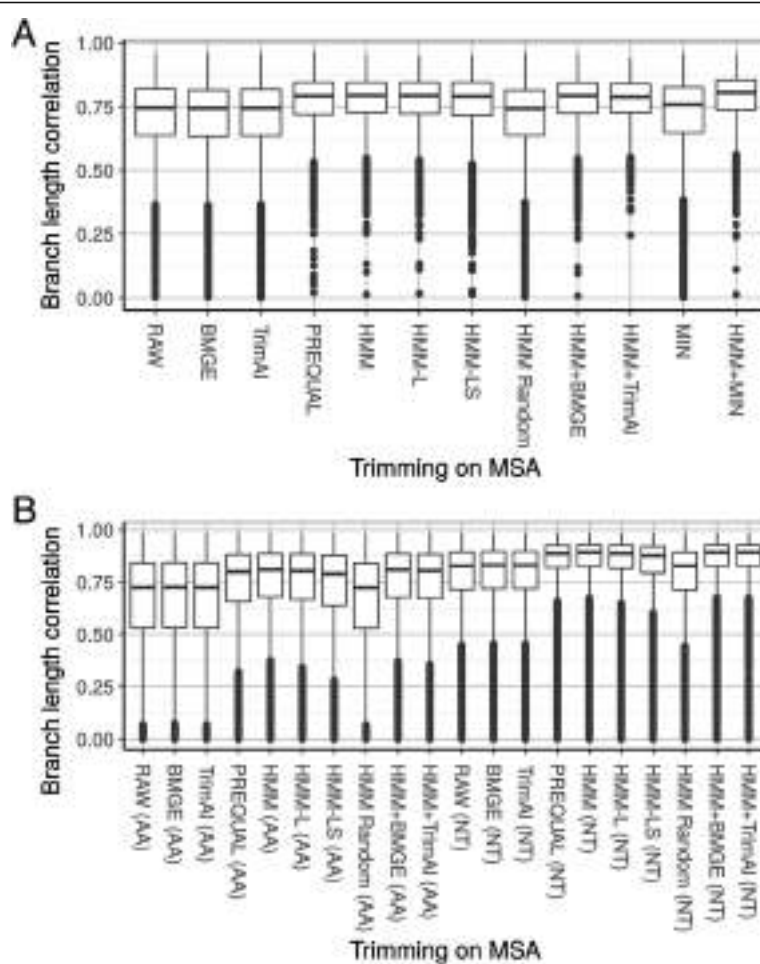 A
Branch length correlation
1.00
0.75
0.50
0.25
0.00
RAW
BMGE
TrimAl
PREQUAL
HMM
HMM-L
HMM-LS
HMM Random
HMM+BMGE
HMM+TrimAl
MIN
HMM+MIN
Trimming on MSA
B
Branch length correlation
1.00
0.75
0.50
0.25
0.00
RAW (AA)
BMGE (AA)
TrimAl (AA)
PREQUAL (AA)
HMM (AA)
HMM-L (AA)
HMM-LS (AA)
HMM Random (AA)
HMM+BMGE (AA)
HMM+TrimAl (AA)
RAW (NT)
BMGE (NT)
TrimAl (NT)
PREQUAL (NT)
HMM (NT)
HMM-L (NT)
HMM-LS (NT)
HMM Random (NT)
HMM+BMGE (NT)
HMM+TrimAl (NT)
Trimming on MSA